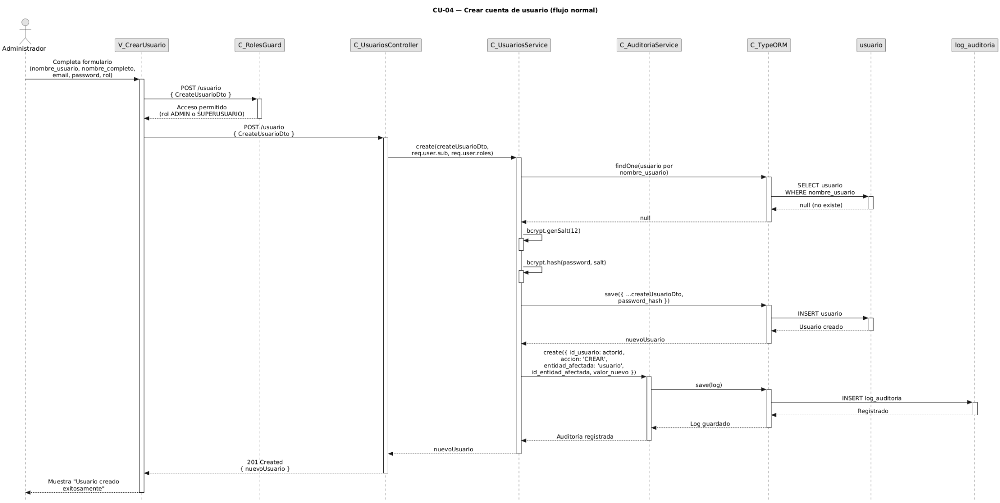 CU-04 — Crear cuenta de usuario (flujo normal)
Administrador
V_CrearUsuario
C_RolesGuard
C_UsuariosController
C_UsuariosService
C_AuditoriaService
C_TypeORM
usuario
log_auditoria
Completa formulario
(nombre_usuario, nombre_completo,
email, password, rol)
POST /usuario
{ CreateUsuarioDto }
Acceso permitido
(rol ADMIN o SUPERUSUARIO)
POST /usuario
{ CreateUsuarioDto }
create(createUsuarioDto,
req.user.sub, req.user.roles)
findOne(usuario por
nombre_usuario)
SELECT usuario
WHERE nombre_usuario
null (no existe)
null
bcrypt.genSalt(12)
bcrypt.hash(password, salt)
save({ ...createUsuarioDto,
password_hash })
INSERT usuario
Usuario creado
nuevoUsuario
create({ id_usuario: actorId,
accion: 'CREAR',
entidad_afectada: 'usuario',
id_entidad_afectada, valor_nuevo })
save(log)
INSERT log_auditoria
Registrado
Log guardado
Auditoría registrada
nuevoUsuario
201 Created
{ nuevoUsuario }
Muestra "Usuario creado
exitosamente"